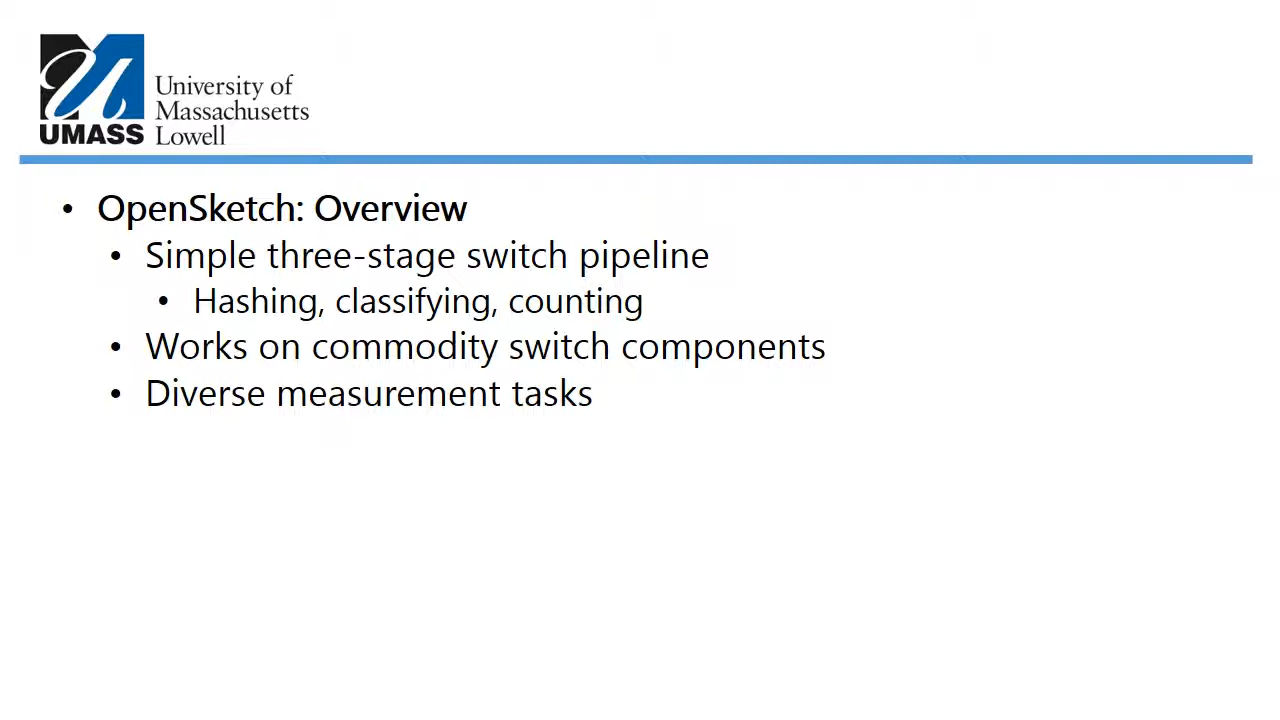 UMASS
University of
Massachusetts
Lowell
• OpenSketch: Overview
• Simple three-stage switch pipeline
• Hashing, classifying, counting
• Works on commodity switch components
• Diverse measurement tasks